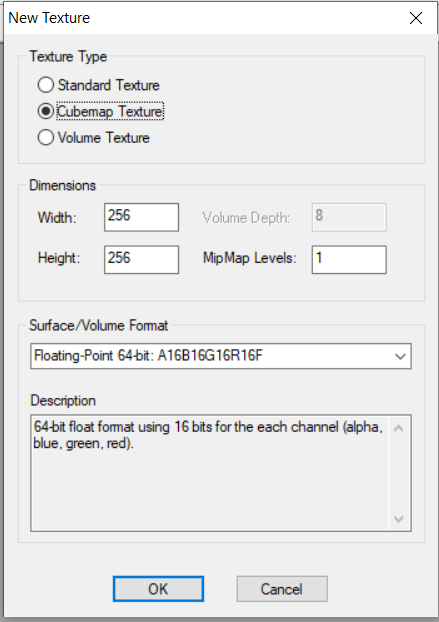 New Texture
Texture Type
Standard Texture
Cubemap Texture
Volume Texture
Dimensions
Width: 256 Volume Depth: 8
Height: 256 MipMap Levels: 1
Surface/Volume Format
Floating-Point 64-bit: A16B16G16R16F
Description
64-bit float format using 16 bits for the each channel (alpha,
blue, green, red).
OK Cancel